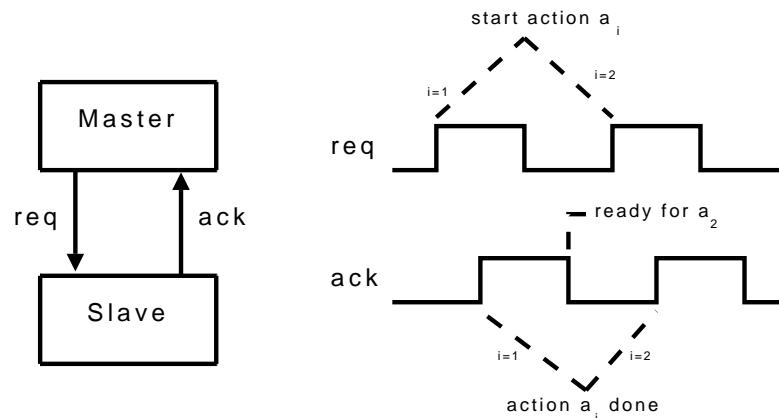 start action a i
i=1
i=2
Master
req
req
ack
ready for a 2
ack
Slave
i=1
i=2
action a i done